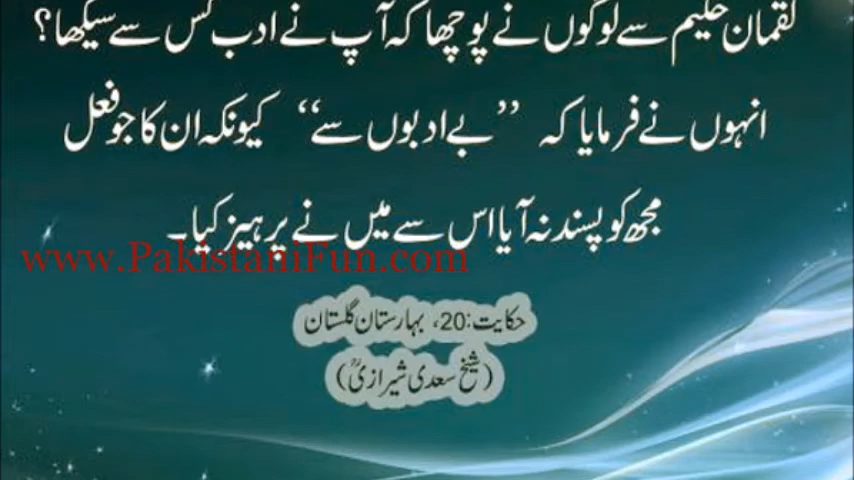 لقمان حکیم سے لوگوں نے پوچھا کہ آپ نے ادب کس سے سیکھا؟
انہوں نے فرمایا کہ ”بے ادبوں سے“ کیونکہ ان کا جو فعل
مجھ کو پسند نہ آیا اس سے میں نے پرہیز کیا۔
www.PakistaniFun.com
حکایت:20، بہارستان گلستان
(شیخ سعدی شیرازیؒ)